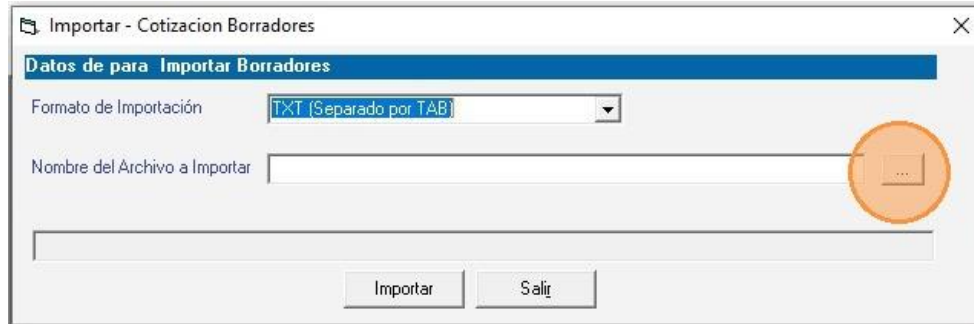 Importar - Cotizacion Borradores
Datos de para Importar Borradores
Formato de Importación TXT (Separado por TAB)
Nombre del Archivo a Importar ...
Importar Salir